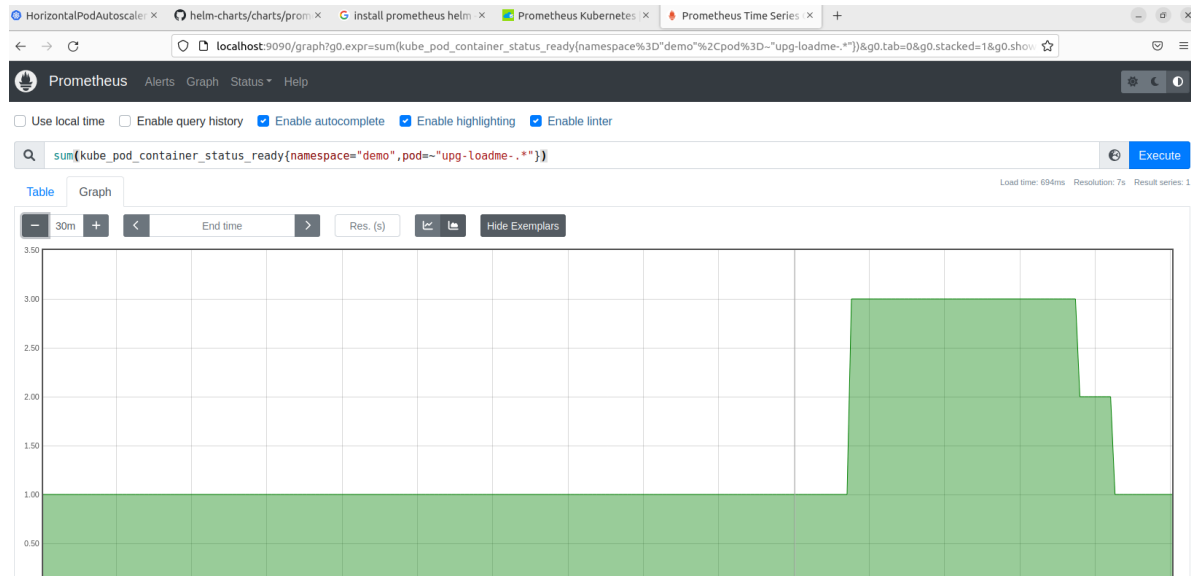 HorizontalPodAutoscaler
helm-charts/charts/prom
install prometheus helm
Prometheus Kubernetes
Prometheus Time Series
localhost:9090/graph?g0.expr=sum(kube_pod_container_status_ready{namespace%3D"demo"%2Cpod%3D~"upg-loadme-.*"})&g0.tab=0&g0.stacked=1&g0.show
Prometheus Alerts Graph Status Help
Use local time Enable query history Enable autocomplete Enable highlighting Enable linter
sum(kube_pod_container_status_ready{namespace="demo",pod=~"upg-loadme-.*"})
Execute
Load time: 694ms Resolution: 7s Result series: 1
Table Graph
− 30m + < End time > Res. (s) Hide Exemplars
3.50
3.00
2.50
2.00
1.50
1.00
0.50